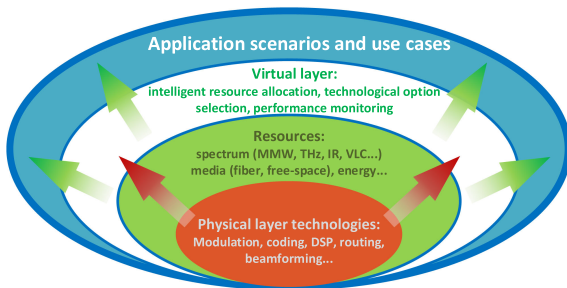 Application scenarios and use cases
Virtual layer:
intelligent resource allocation, technological option
selection, performance monitoring
Resources:
spectrum (MMW, THz, IR, VLC...)
media (fiber, free-space), energy...
Physical layer technologies:
Modulation, coding, DSP, routing,
beamforming...